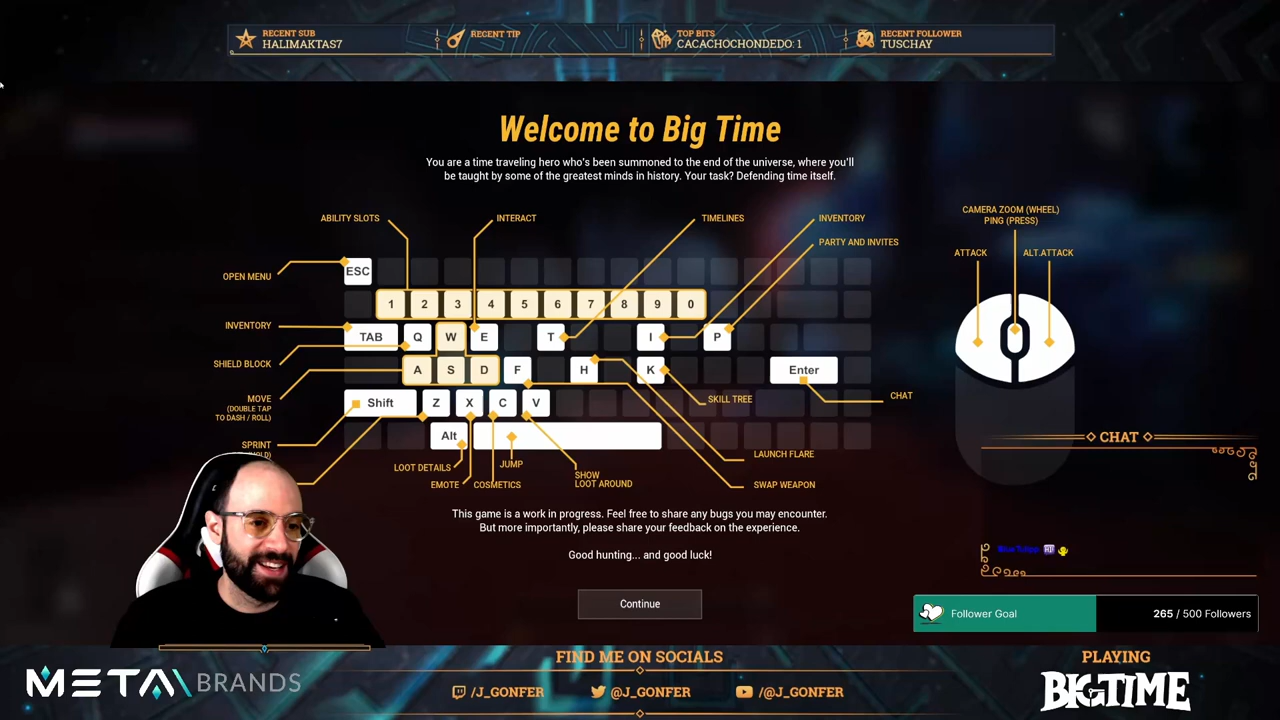 RECENT SUB
HALIMAKTAS7
RECENT TIP
TOP BITS
CACACHOCHONDEDO: 1
RECENT FOLLOWER
TUSCHAY
Welcome to Big Time
You are a time traveling hero who's been summoned to the end of the universe, where you'll
be taught by some of the greatest minds in history. Your task? Defending time itself.
ABILITY SLOTS
INTERACT
TIMELINES
INVENTORY
PARTY AND INVITES
CAMERA ZOOM (WHEEL)
PING (PRESS)
ATTACK
ALT.ATTACK
OPEN MENU
ESC
1 2 3 4 5 6 7 8 9 0
INVENTORY
TAB Q W E T I P
SHIELD BLOCK
A S D F H K Enter
MOVE
(DOUBLE TAP
TO DASH / ROLL)
SKILL TREE
CHAT
Shift Z X C V
SPRINT
Alt
LOOT DETAILS
JUMP
EMOTE
COSMETICS
SHOW
LOOT AROUND
LAUNCH FLARE
SWAP WEAPON
CHAT
This game is a work in progress. Feel free to share any bugs you may encounter.
But more importantly, please share your feedback on the experience.
Good hunting... and good luck!
Continue
Follower Goal
265 / 500 Followers
META BRANDS
FIND ME ON SOCIALS
/J_GONFER
@J_GONFER
/@J_GONFER
PLAYING
BIGTIME